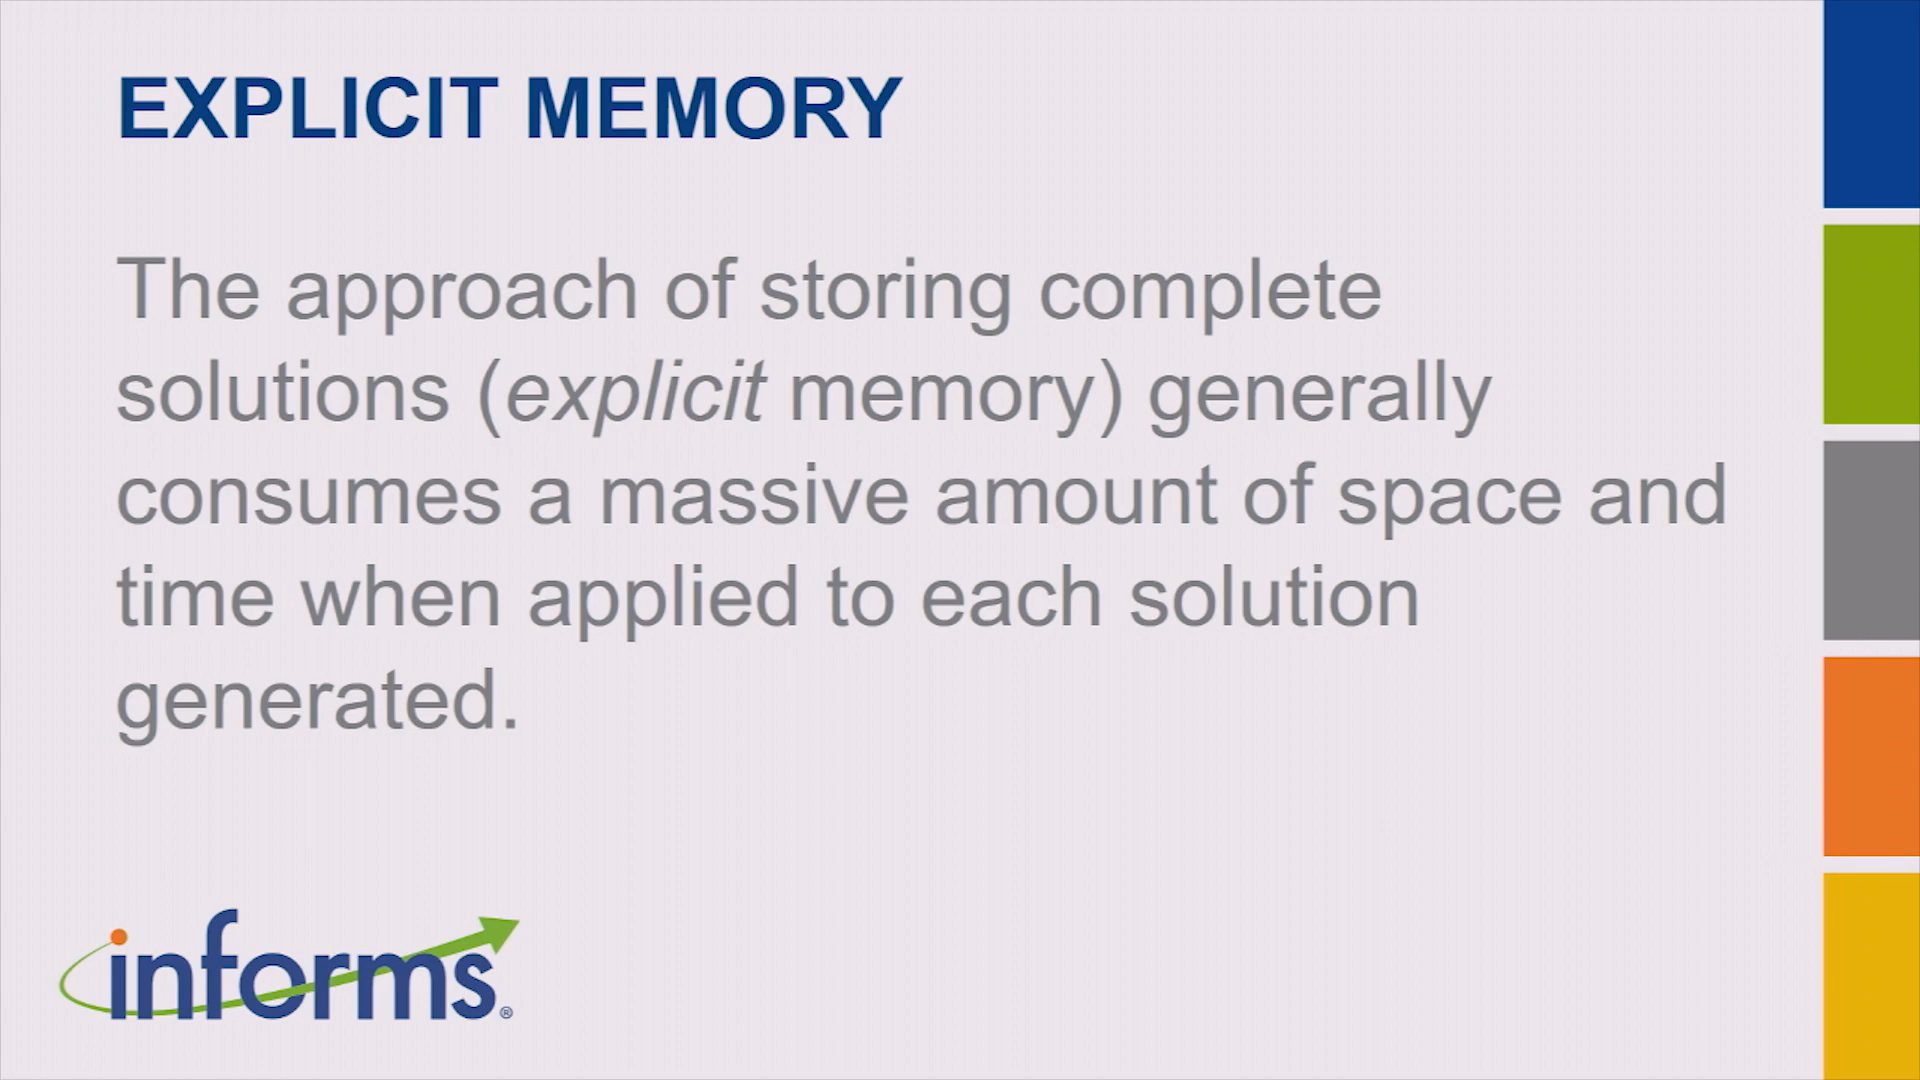 EXPLICIT MEMORY
The approach of storing complete
solutions (explicit memory) generally
consumes a massive amount of space and
time when applied to each solution
generated.
informs®